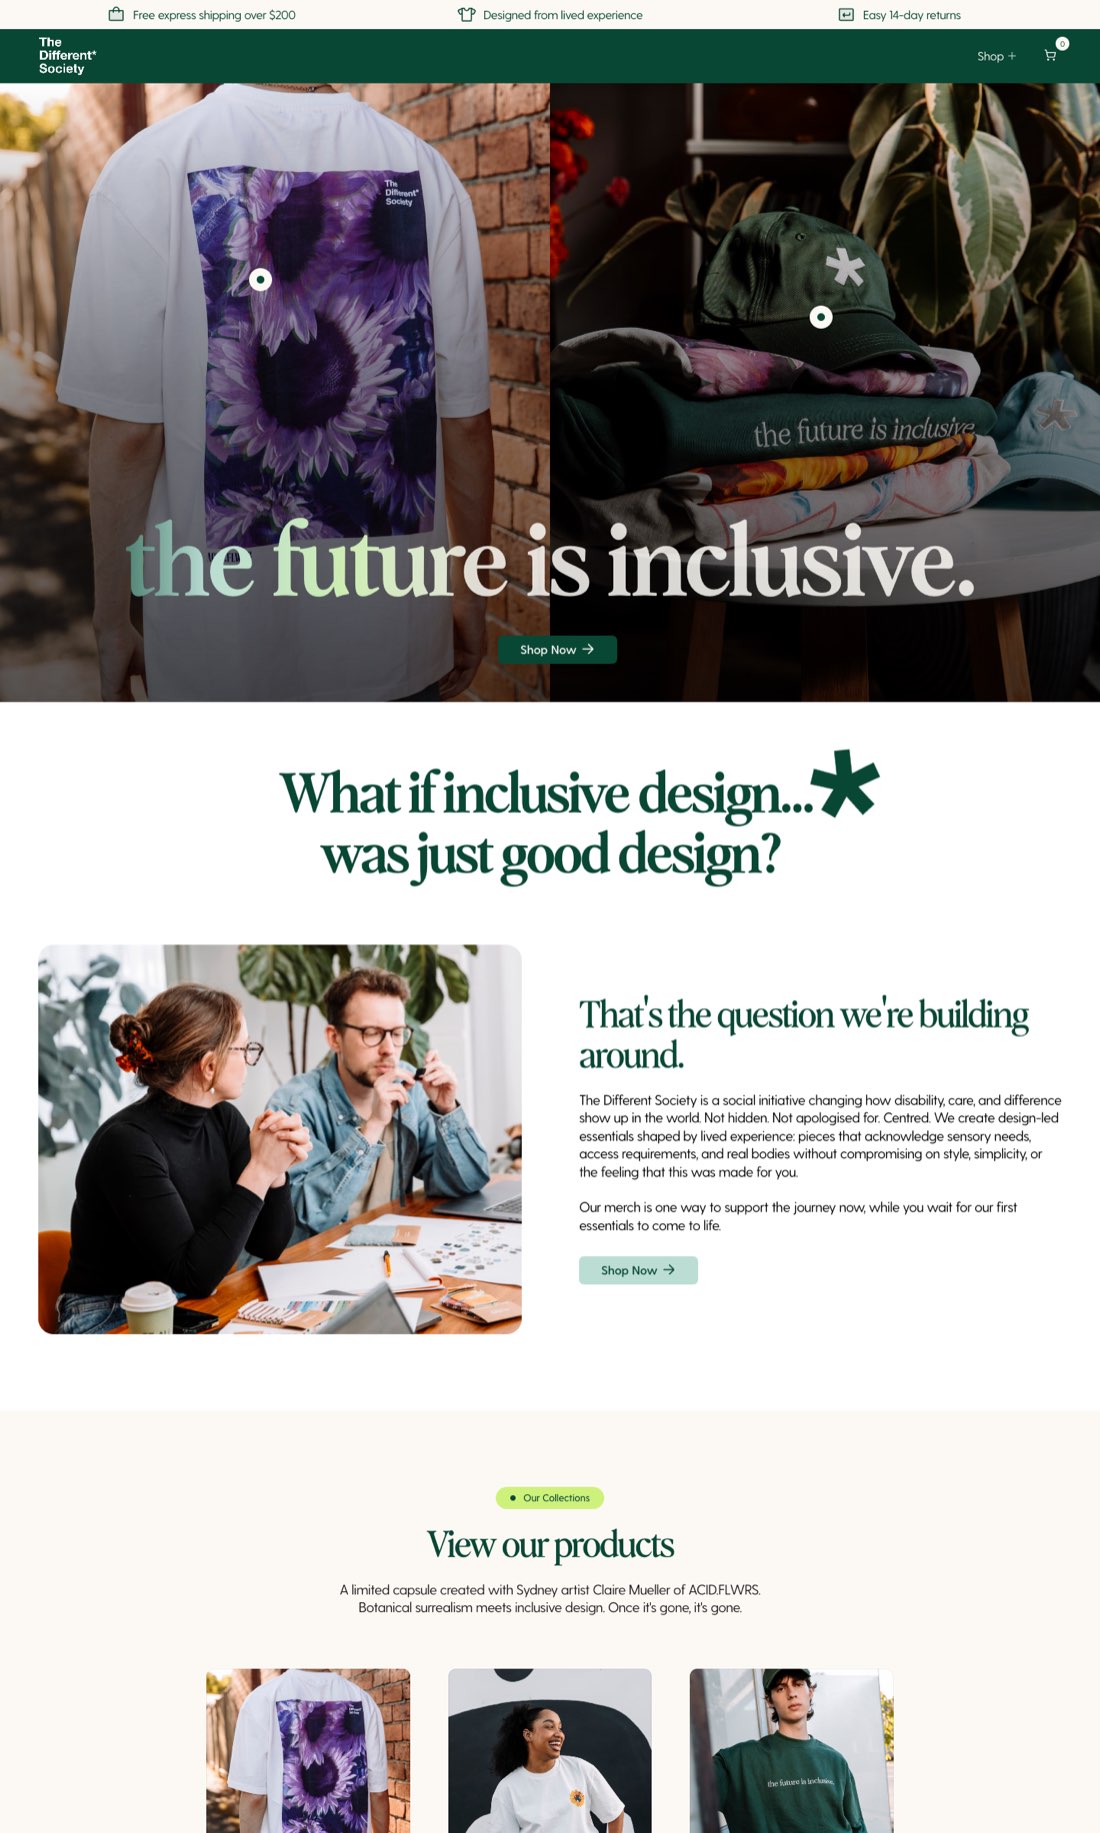 Free express shipping over $200
Designed from lived experience
Easy 14-day returns
The
Different*
Society
Shop +
0
The
Different*
Society
the future is inclusive.
the future is inclusive.
Shop Now →
What if inclusive design...*
was just good design?
That's the question we're building
around.
The Different Society is a social initiative changing how disability, care, and difference
show up in the world. Not hidden. Not apologised for. Centred. We create design-led
essentials shaped by lived experience: pieces that acknowledge sensory needs,
access requirements, and real bodies without compromising on style, simplicity, or
the feeling that this was made for you.
Our merch is one way to support the journey now, while you wait for our first
essentials to come to life.
Shop Now →
Our Collections
View our products
A limited capsule created with Sydney artist Claire Mueller of ACID.FLWRS.
Botanical surrealism meets inclusive design. Once it's gone, it's gone.
the future is inclusive.